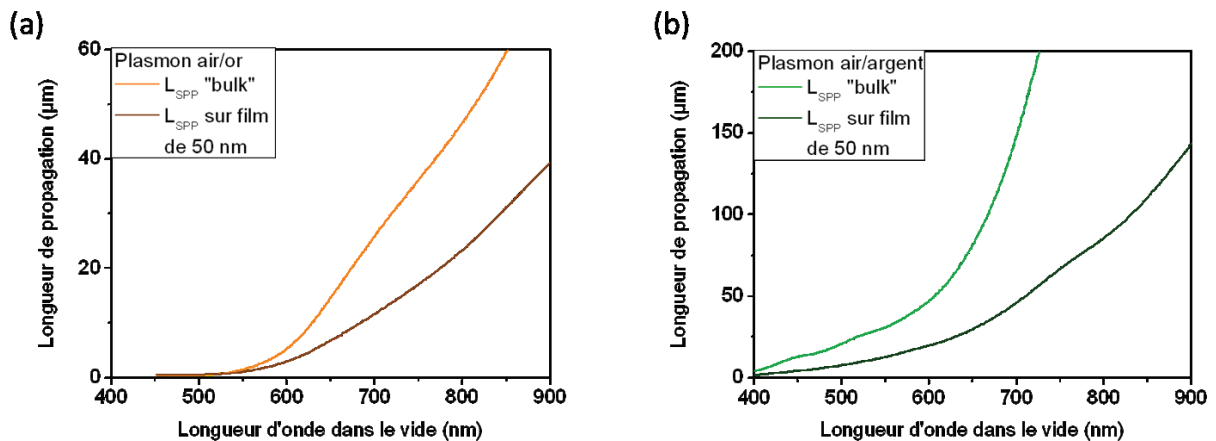 (a)
Longueur de propagation (µm)
60
40
20
0
Plasmon air/or
L_SPP "bulk"
L_SPP sur film
de 50 nm
400 500 600 700 800 900
Longueur d'onde dans le vide (nm)
(b)
Longueur de propagation (µm)
200
150
100
50
0
Plasmon air/argent
L_SPP "bulk"
L_SPP sur film
de 50 nm
400 500 600 700 800 900
Longueur d'onde dans le vide (nm)